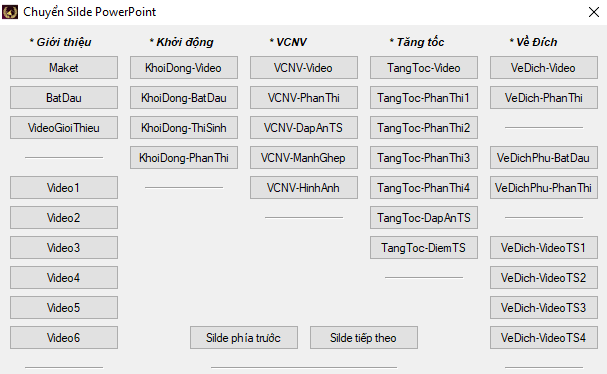 Chuyển Silde PowerPoint
* Giới thiệu * Khởi động * VCNV * Tăng tốc * Về Đích
Maket KhoiDong-Video VCNV-Video TangToc-Video VeDich-Video
BatDau KhoiDong-BatDau VCNV-PhanThi TangToc-PhanThi1 VeDich-PhanThi
VideoGioiThieu KhoiDong-ThiSinh VCNV-DapAnTS TangToc-PhanThi2
KhoiDong-PhanThi VCNV-ManhGhep TangToc-PhanThi3 VeDichPhu-BatDau
Video1 VCNV-HinhAnh TangToc-PhanThi4 VeDichPhu-PhanThi
Video2 TangToc-DapAnTS
Video3 TangToc-DiemTS VeDich-VideoTS1
Video4 VeDich-VideoTS2
Video5 VeDich-VideoTS3
Video6 Silde phía trước Silde tiếp theo VeDich-VideoTS4